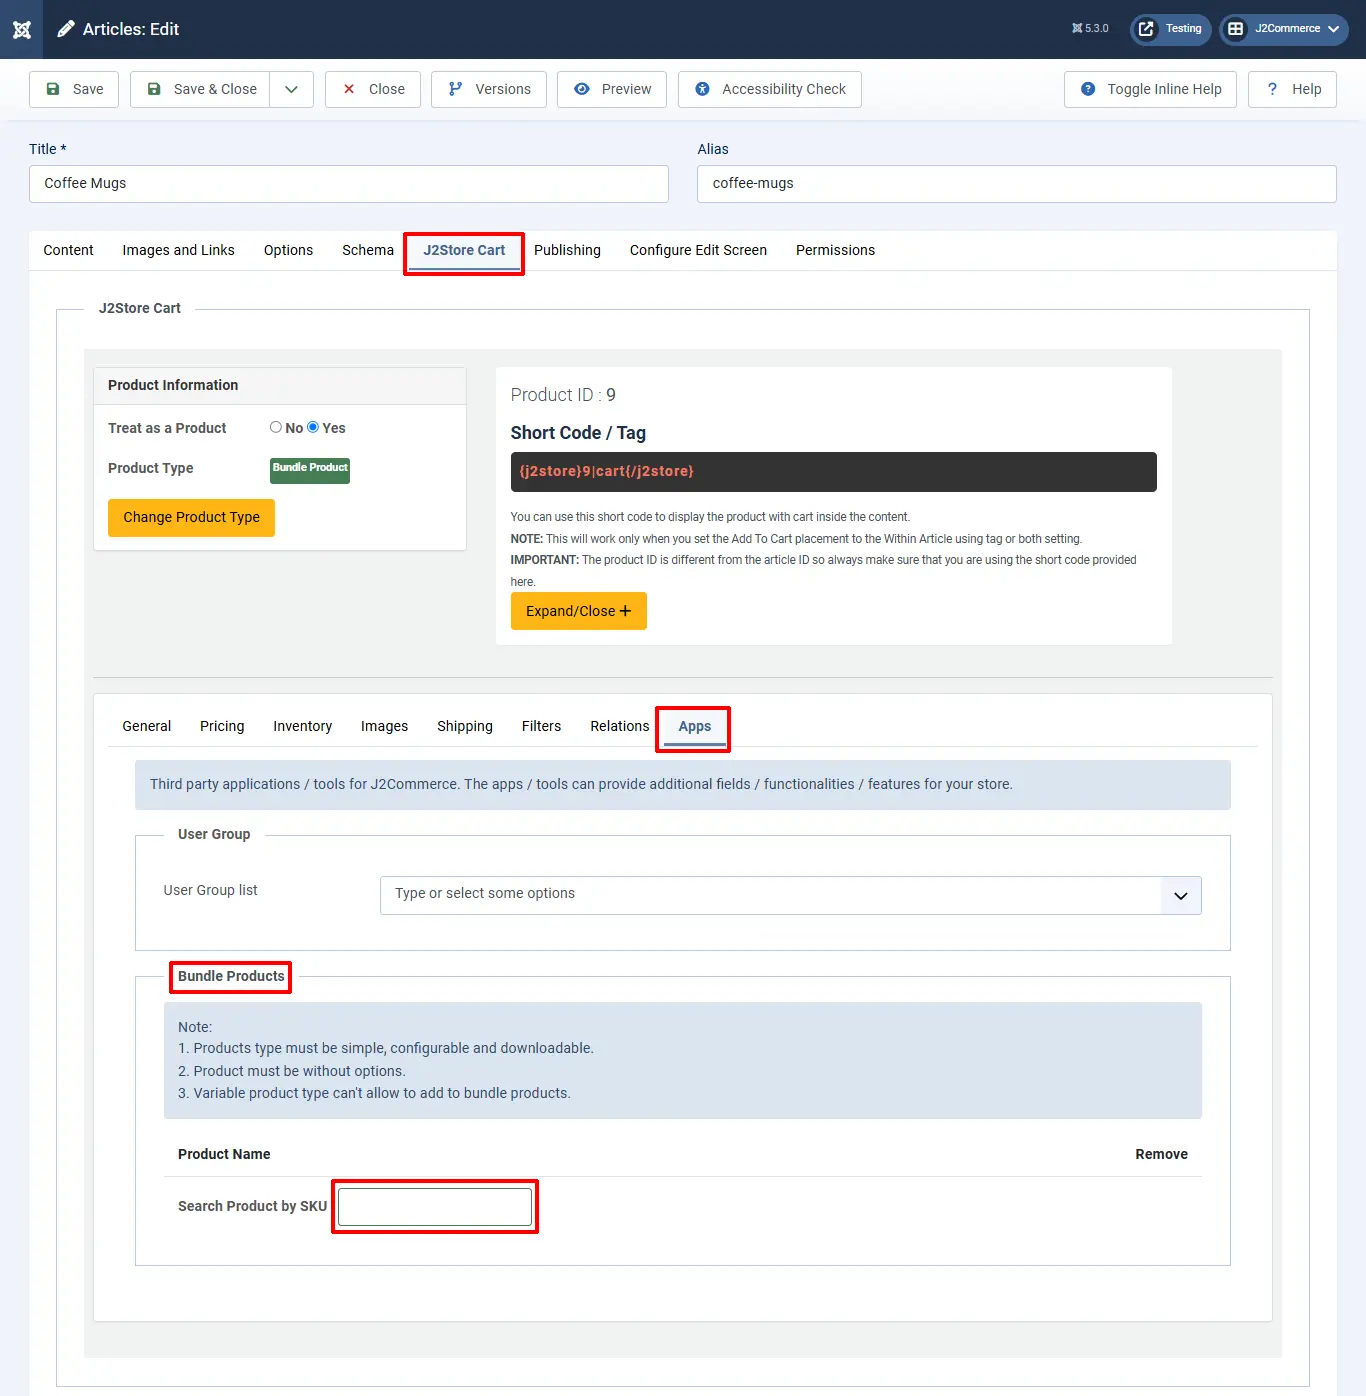 Articles: Edit
5.3.0
Testing
J2Commerce
Save
Save & Close
Close
Versions
Preview
Accessibility Check
Toggle Inline Help
? Help
Title *
Alias
Coffee Mugs
coffee-mugs
Content
Images and Links
Options
Schema
J2Store Cart
Publishing
Configure Edit Screen
Permissions
J2Store Cart
Product Information
Treat as a Product
No
Yes
Product Type
Bundle Product
Change Product Type
Product ID : 9
Short Code / Tag
{j2store}9|cart{/j2store}
You can use this short code to display the product with cart inside the content.
NOTE: This will work only when you set the Add To Cart placement to the Within Article using tag or both setting.
IMPORTANT: The product ID is different from the article ID so always make sure that you are using the short code provided
here.
Expand/Close +
General
Pricing
Inventory
Images
Shipping
Filters
Relations
Apps
Third party applications / tools for J2Commerce. The apps / tools can provide additional fields / functionalities / features for your store.
User Group
User Group list
Type or select some options
Bundle Products
Note:
1. Products type must be simple, configurable and downloadable.
2. Product must be without options.
3. Variable product type can't allow to add to bundle products.
Product Name
Remove
Search Product by SKU